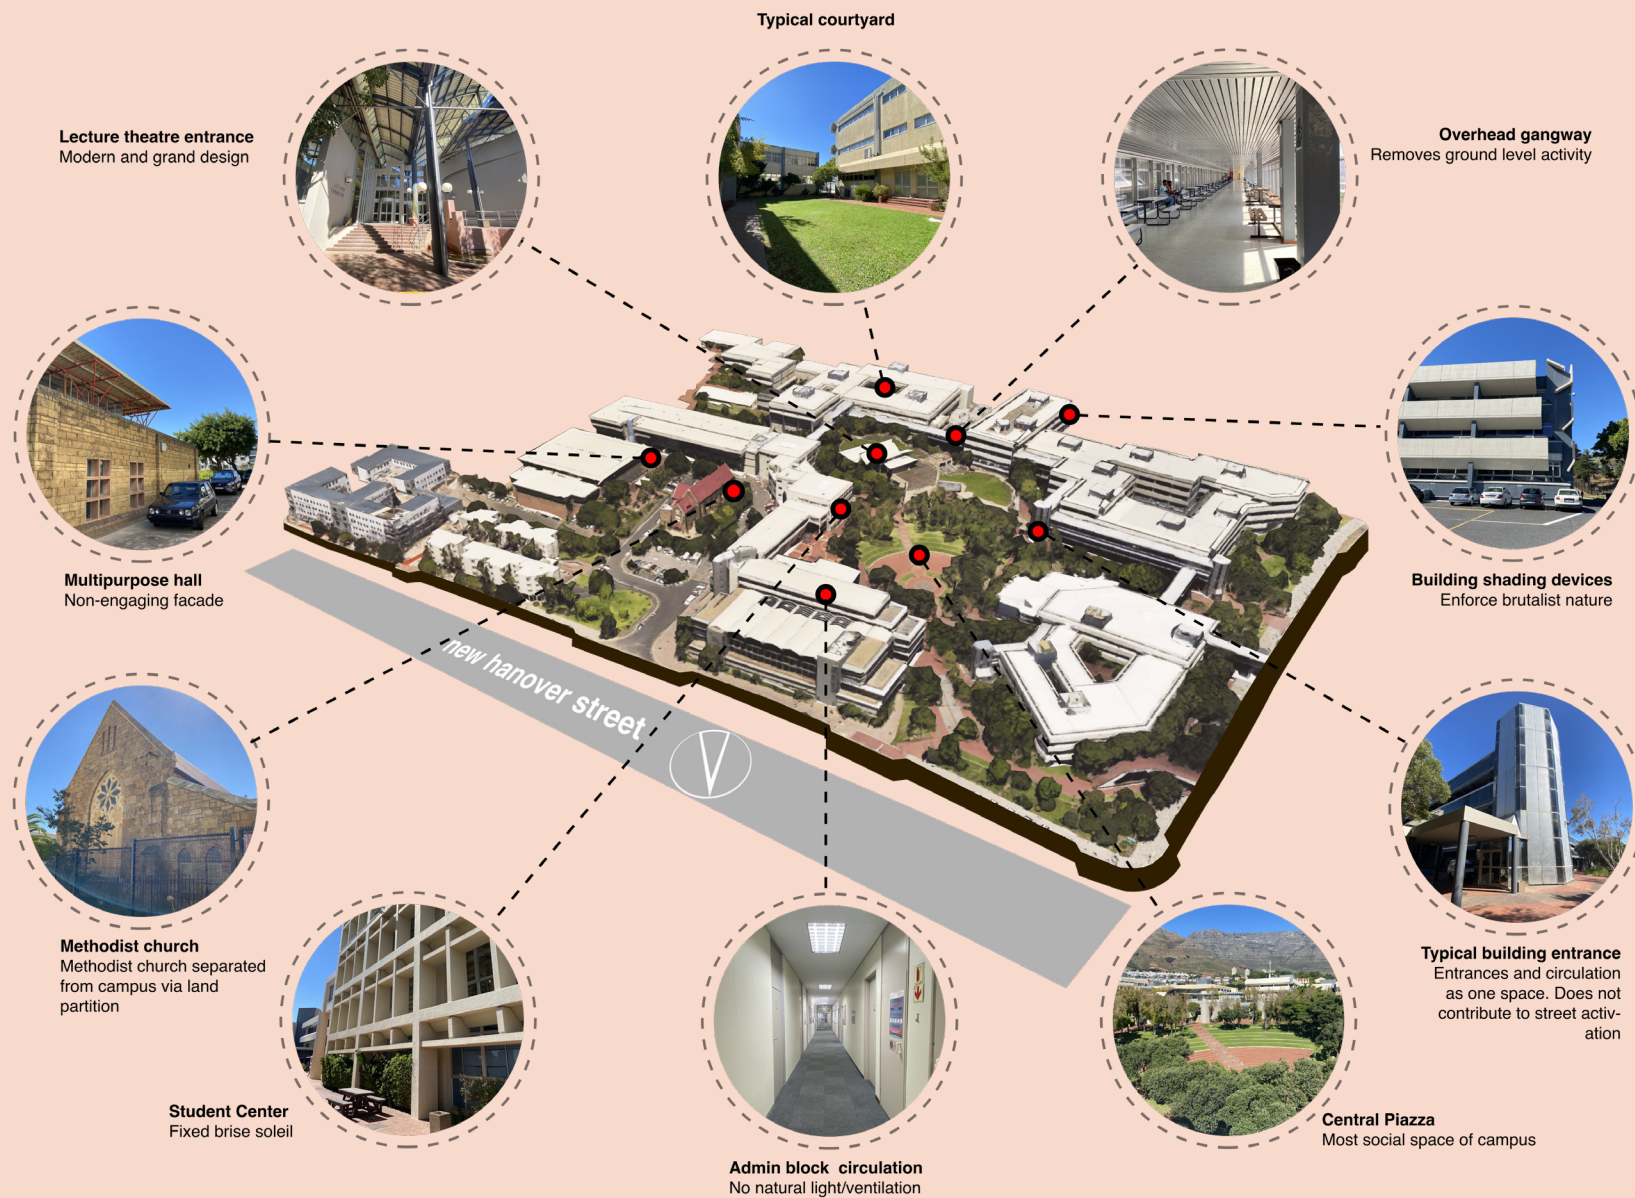 Typical courtyard
Lecture theatre entrance
Modern and grand design
Overhead gangway
Removes ground level activity
Multipurpose hall
Non-engaging facade
Building shading devices
Enforce brutalist nature
new hanover street
Methodist church
Methodist church separated
from campus via land
partition
Typical building entrance
Entrances and circulation
as one space. Does not
contribute to street activ-
ation
Student Center
Fixed brise soleil
Central Piazza
Most social space of campus
Admin block circulation
No natural light/ventilation